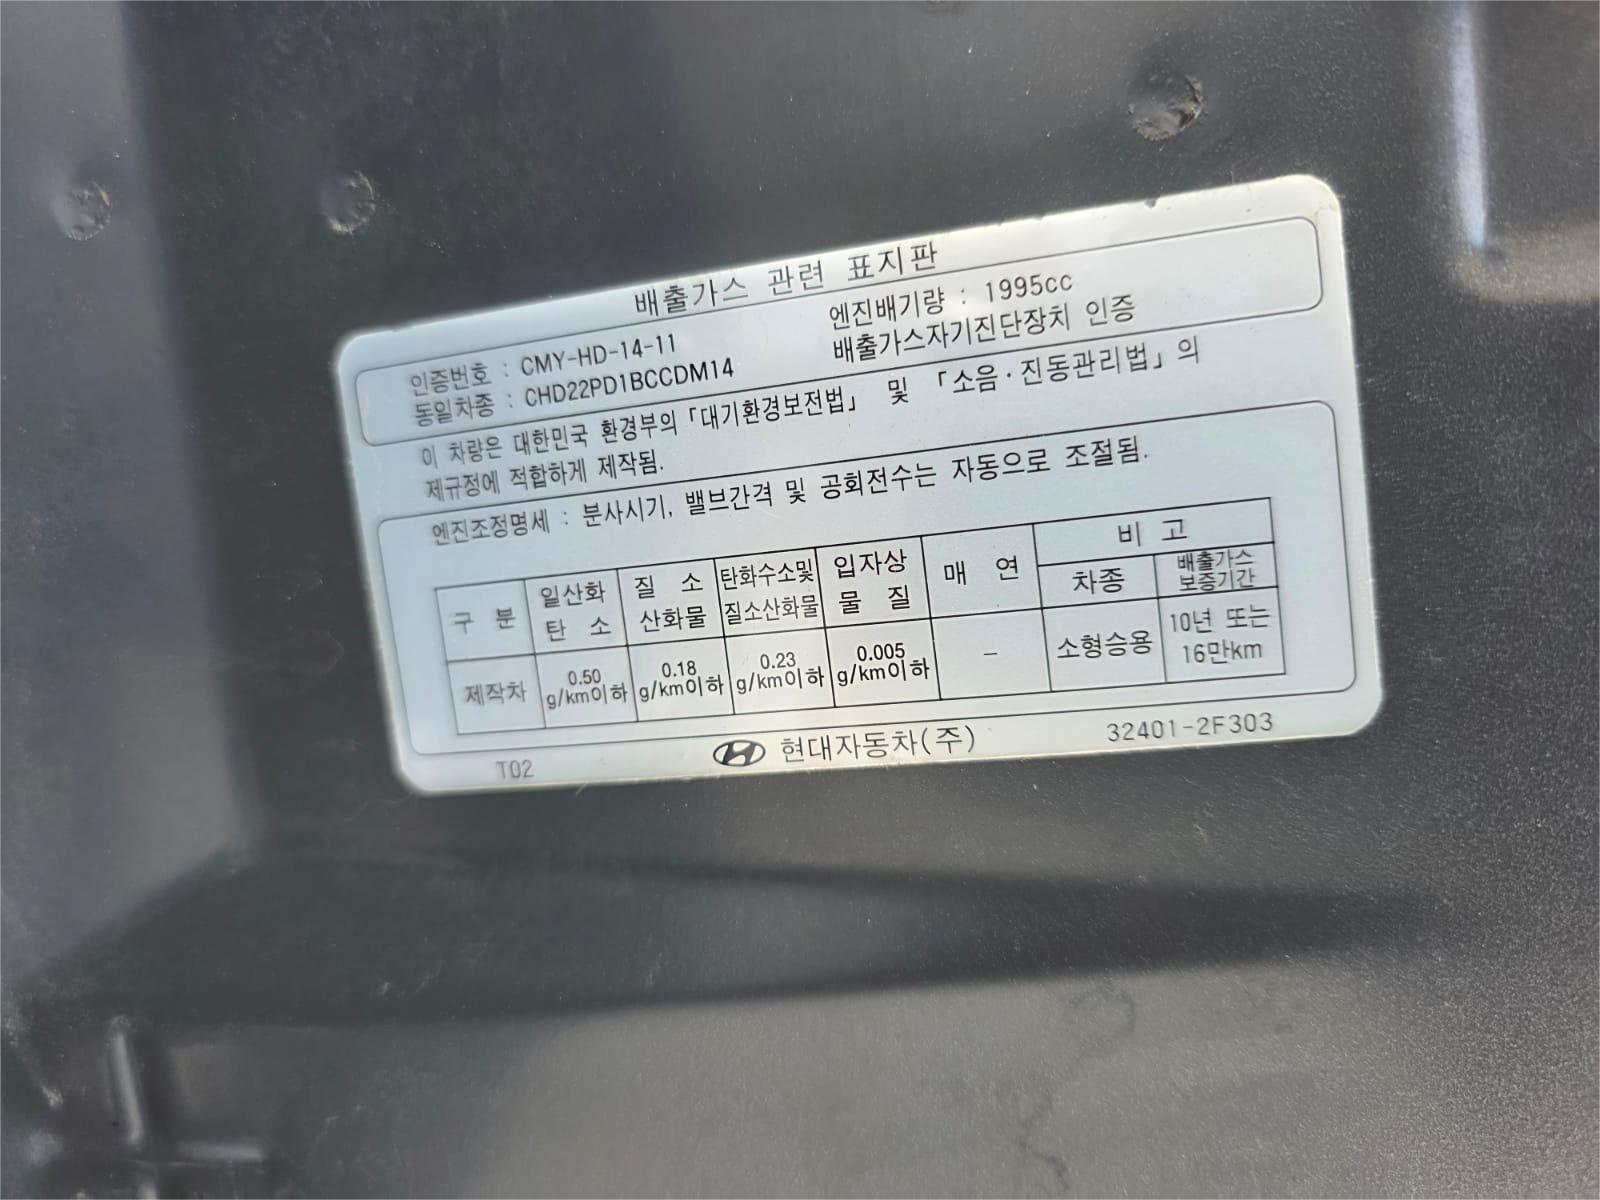 배출가스 관련 표지판
인증번호 : CMY-HD-14-11 엔진배기량 : 1995cc
동일차종 : CHD22PD1BCCDM14 배출가스자기진단장치 인증
이 차량은 대한민국 환경부의 「대기환경보전법」 및 「소음·진동관리법」의
제규정에 적합하게 제작됨.
엔진조정명세 : 분사시기, 밸브간격 및 공회전수는 자동으로 조절됨.
구 분 일산화 탄 소 질 소 산화물 탄화수소및 질소산화물 입자상 물 질 매 연 비 고
차종 배출가스 보증기간
제작차 0.50 g/km이하 0.18 g/km이하 0.23 g/km이하 0.005 g/km이하 - 소형승용 10년 또는 16만km
T02 현대자동차(주) 32401-2F303